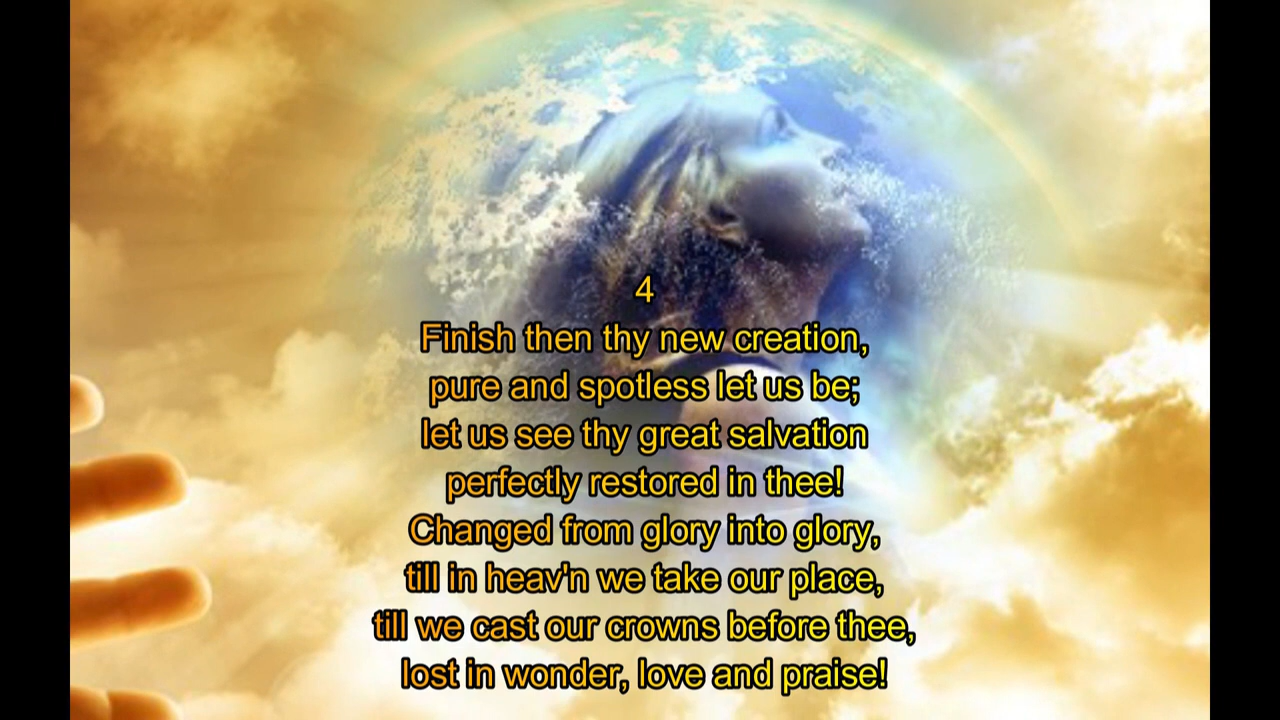 4
Finish then thy new creation,
pure and spotless let us be;
let us see thy great salvation
perfectly restored in thee!
Changed from glory into glory,
till in heav'n we take our place,
till we cast our crowns before thee,
lost in wonder, love and praise!